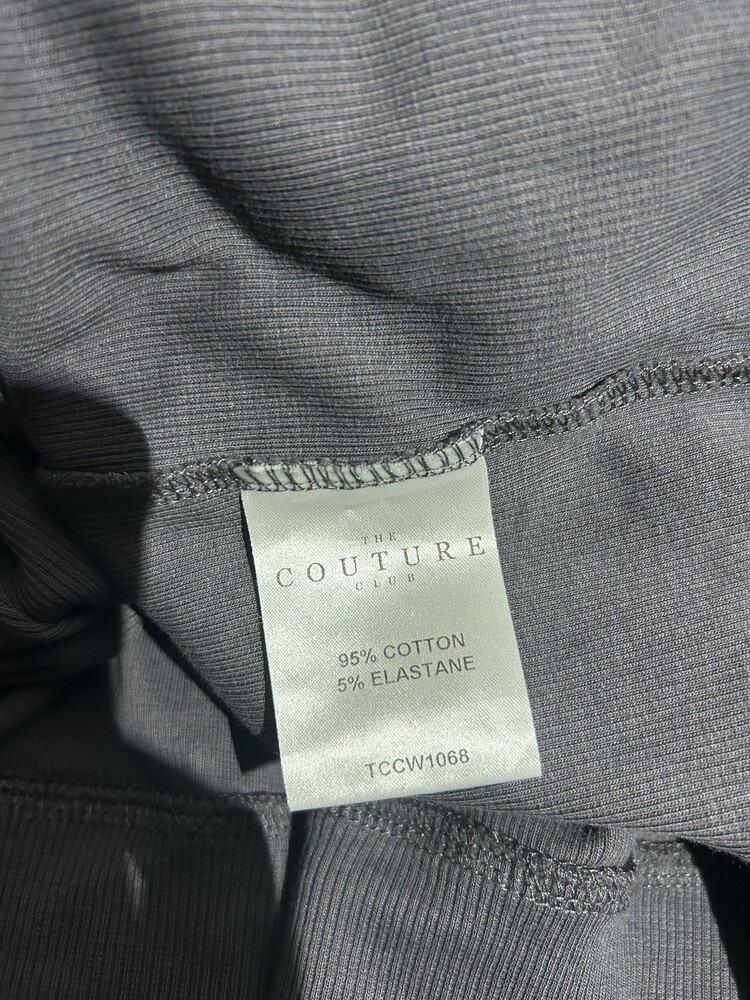 THE
COUTURE
CLUB
95% COTTON
5% ELASTANE
TCCW1068